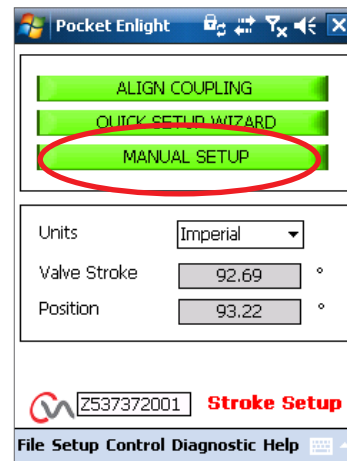 Pocket Enlight
ALIGN COUPLING
QUICK SETUP WIZARD
MANUAL SETUP
Units Imperial
Valve Stroke 92.69 °
Position 93.22 °
Z537372001 Stroke Setup
File Setup Control Diagnostic Help